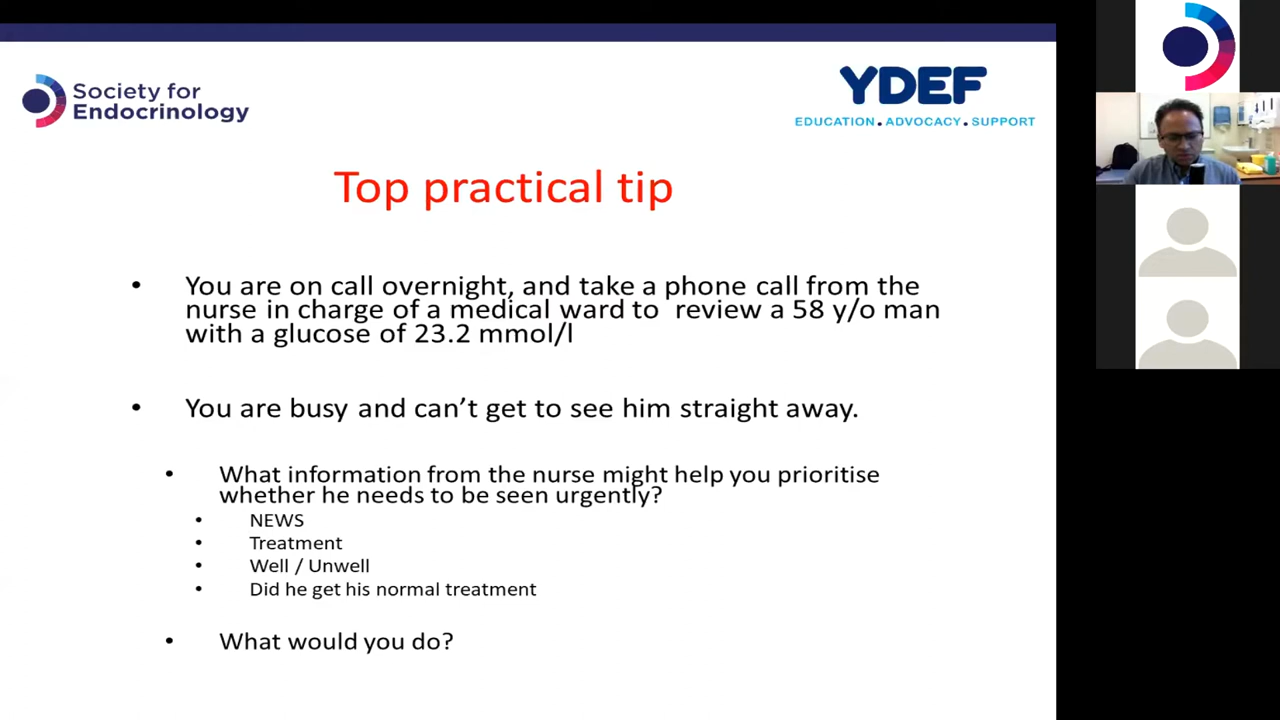 Society for
Endocrinology
YDEF
EDUCATION.ADVOCACY.SUPPORT
Top practical tip
• You are on call overnight, and take a phone call from the
nurse in charge of a medical ward to review a 58 y/o man
with a glucose of 23.2 mmol/l
• You are busy and can’t get to see him straight away.
• What information from the nurse might help you prioritise
whether he needs to be seen urgently?
• NEWS
• Treatment
• Well / Unwell
• Did he get his normal treatment
• What would you do?